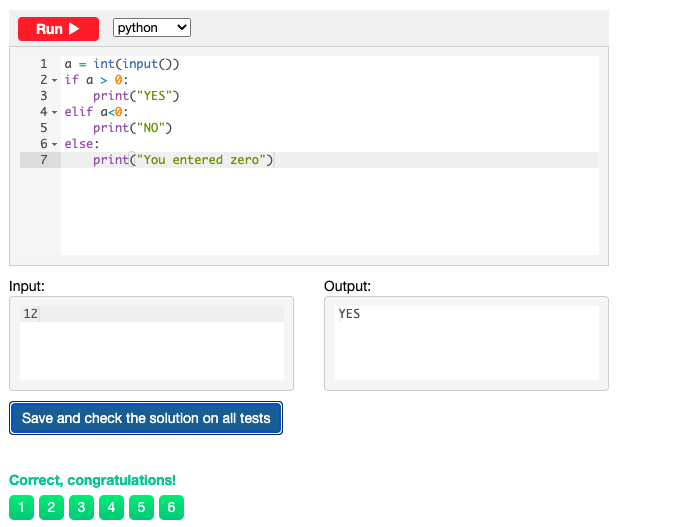 Run
python
1 a = int(input())
2 if a > 0:
3     print("YES")
4 elif a<0:
5     print("NO")
6 else:
7     print("You entered zero")
Input: Output:
12 YES
Save and check the solution on all tests
Correct, congratulations!
1 2 3 4 5 6